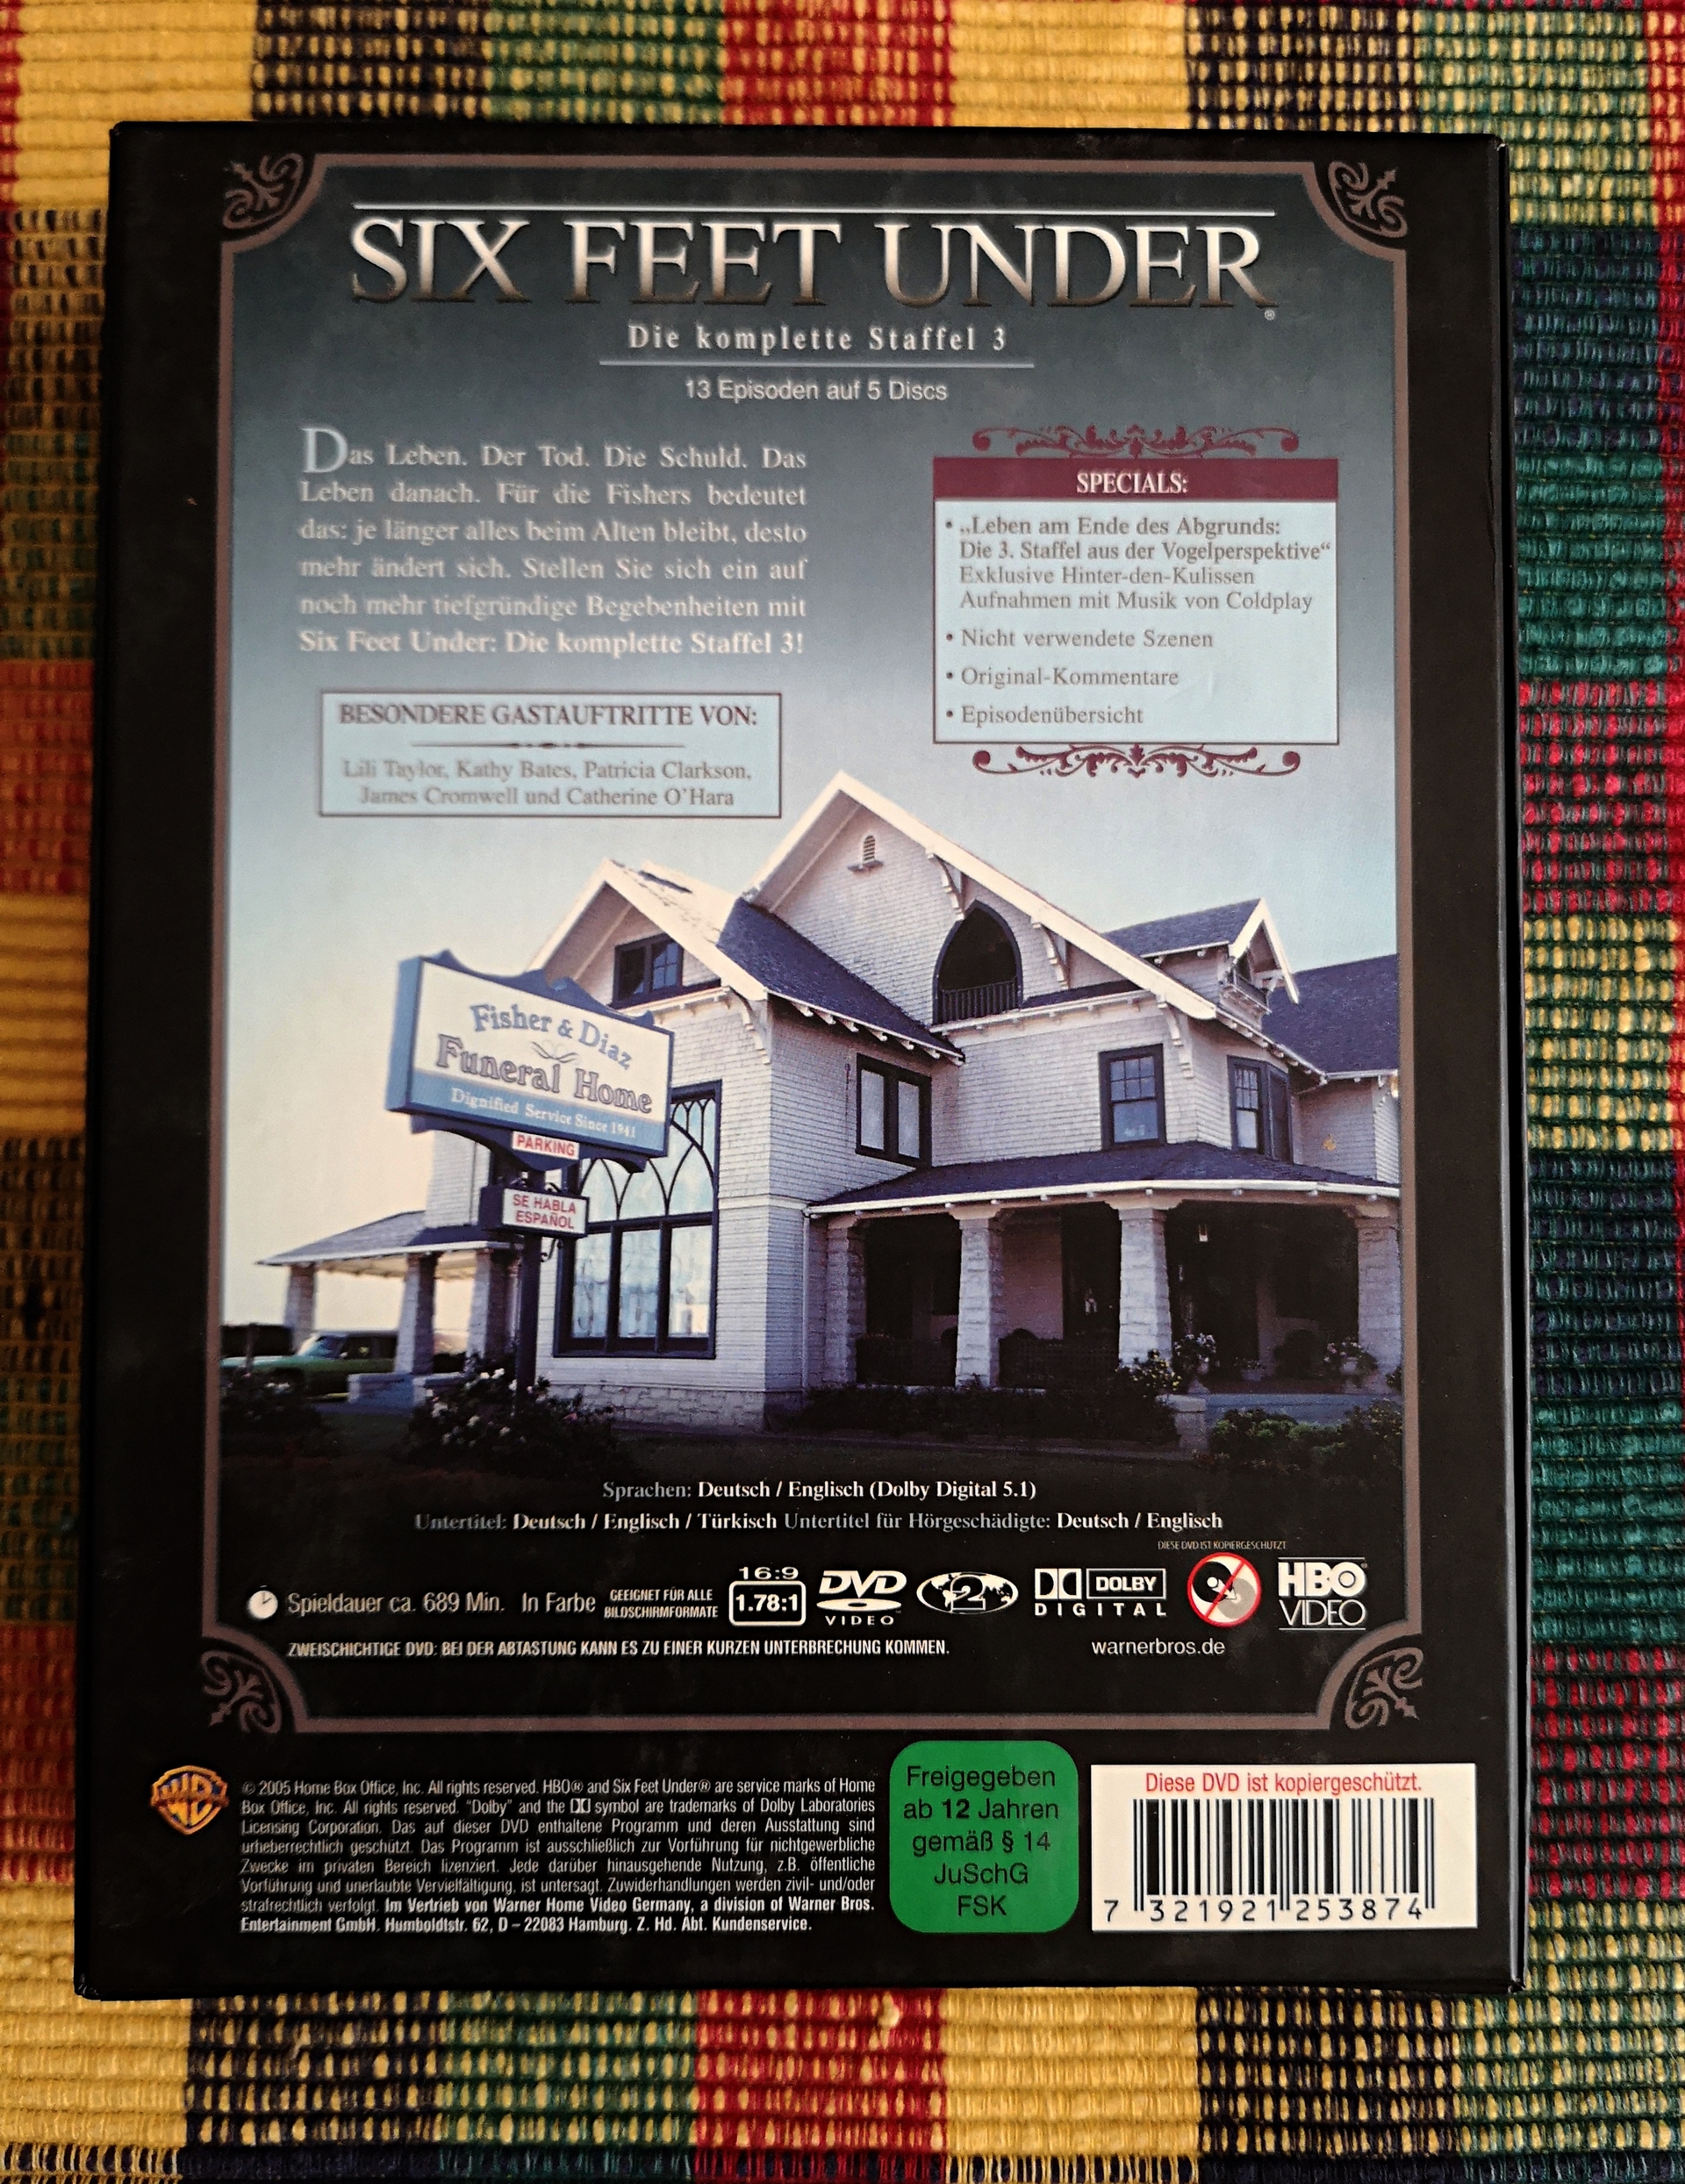 SIX FEET UNDER®
Die komplette Staffel 3
13 Episoden auf 5 Discs
Das Leben. Der Tod. Die Schuld. Das
Leben danach. Für die Fishers bedeutet
das: je länger alles beim Alten bleibt, desto
mehr ändert sich. Stellen Sie sich ein auf
noch mehr tiefgründige Begebenheiten mit
Six Feet Under: Die komplette Staffel 3!
BESONDERE GASTAUFTRITTE VON:
Lili Taylor, Kathy Bates, Patricia Clarkson,
James Cromwell und Catherine O'Hara
SPECIALS:
• „Leben am Ende des Abgrunds:
Die 3. Staffel aus der Vogelperspektive“
Exklusive Hinter-den-Kulissen
Aufnahmen mit Musik von Coldplay
• Nicht verwendete Szenen
• Original-Kommentare
• Episodenübersicht
Fisher & Diaz
Funeral Home
Dignified Service Since 1941
PARKING
SE HABLA
ESPAÑOL
Sprachen: Deutsch / Englisch (Dolby Digital 5.1)
Untertitel: Deutsch / Englisch / Türkisch Untertitel für Hörgeschädigte: Deutsch / Englisch
DIESE DVD IST KOPIERGESCHÜTZT
Spieldauer ca. 689 Min. In Farbe
GEEIGNET FÜR ALLE
BILDSCHIRMFORMATE
16:9
1.78:1
DVD
VIDEO™
2
DOLBY
DIGITAL
HBO®
VIDEO
ZWEISCHICHTIGE DVD: BEI DER ABTASTUNG KANN ES ZU EINER KURZEN UNTERBRECHUNG KOMMEN.
warnerbros.de
WB
© 2005 Home Box Office, Inc. All rights reserved. HBO® and Six Feet Under® are service marks of Home
Box Office, Inc. All rights reserved. "Dolby" and the symbol are trademarks of Dolby Laboratories
Licensing Corporation. Das auf dieser DVD enthaltene Programm und deren Ausstattung sind
urheberrechtlich geschützt. Das Programm ist ausschließlich zur Vorführung für nichtgewerbliche
Zwecke im privaten Bereich lizenziert. Jede darüber hinausgehende Nutzung, z.B. öffentliche
Vorführung und unerlaubte Vervielfältigung, ist untersagt. Zuwiderhandlungen werden zivil- und/oder
strafrechtlich verfolgt. Im Vertrieb von Warner Home Video Germany, a division of Warner Bros.
Entertainment GmbH. Humboldtstr. 62, D – 22083 Hamburg. Z. Hd. Abt. Kundenservice.
Freigegeben
ab 12 Jahren
gemäß § 14
JuSchG
FSK
Diese DVD ist kopiergeschützt.
7 321921 253874